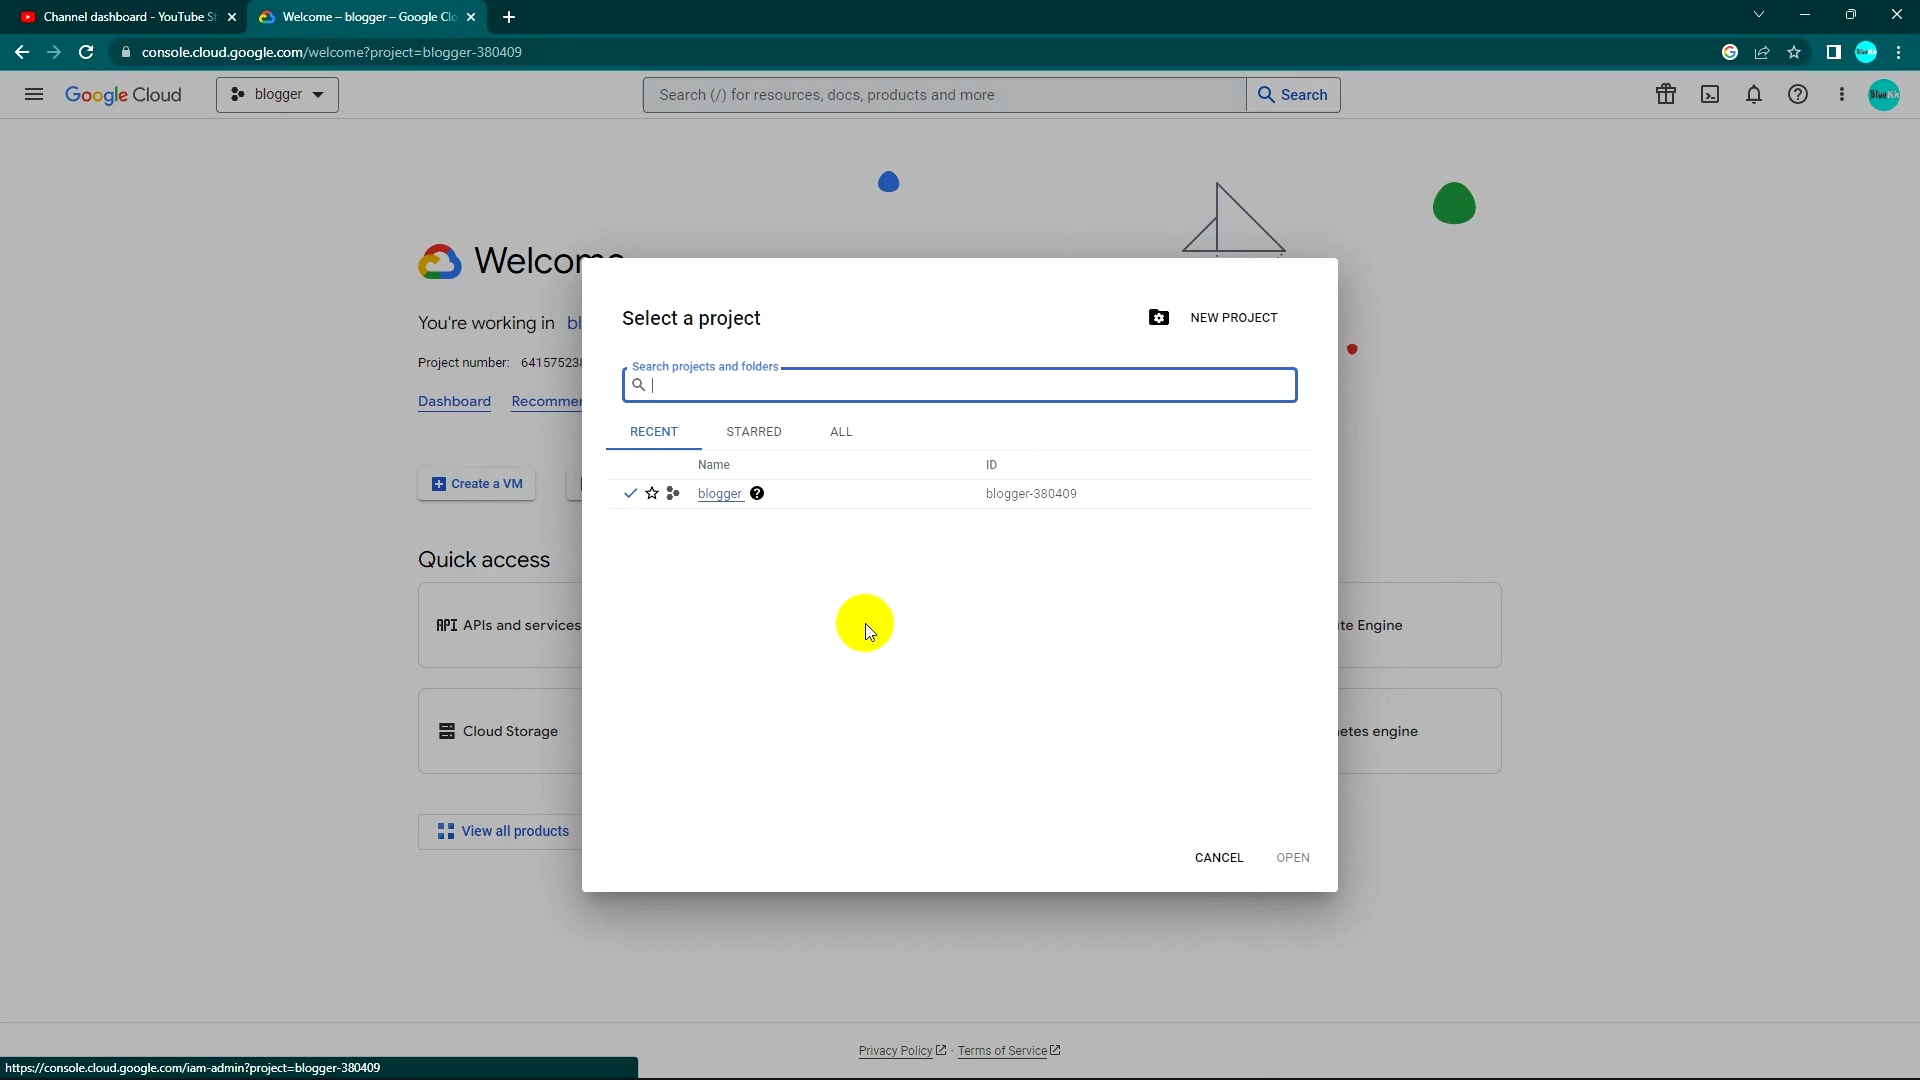 Channel dashboard - YouTube St
Welcome – blogger – Google Clo
console.cloud.google.com/welcome?project=blogger-380409
Google Cloud
blogger
Search (/) for resources, docs, products and more
Search
BlueKh
Welcome
You're working in bl
Project number: 64157523
Dashboard
Recommen
Create a VM
Quick access
API APIs and services
te Engine
Cloud Storage
etes engine
View all products
Select a project
NEW PROJECT
Search projects and folders
RECENT
STARRED
ALL
Name
ID
blogger
blogger-380409
CANCEL
OPEN
Privacy Policy · Terms of Service
https://console.cloud.google.com/iam-admin?project=blogger-380409